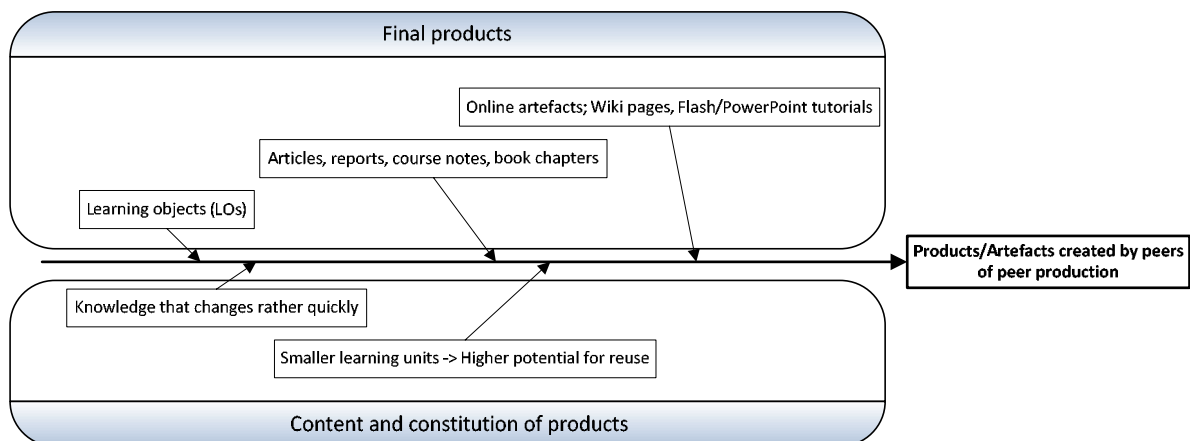 Final products
Online artefacts; Wiki pages, Flash/PowerPoint tutorials
Articles, reports, course notes, book chapters
Learning objects (LOs)
Products/Artefacts created by peers
of peer production
Knowledge that changes rather quickly
Smaller learning units -> Higher potential for reuse
Content and constitution of products